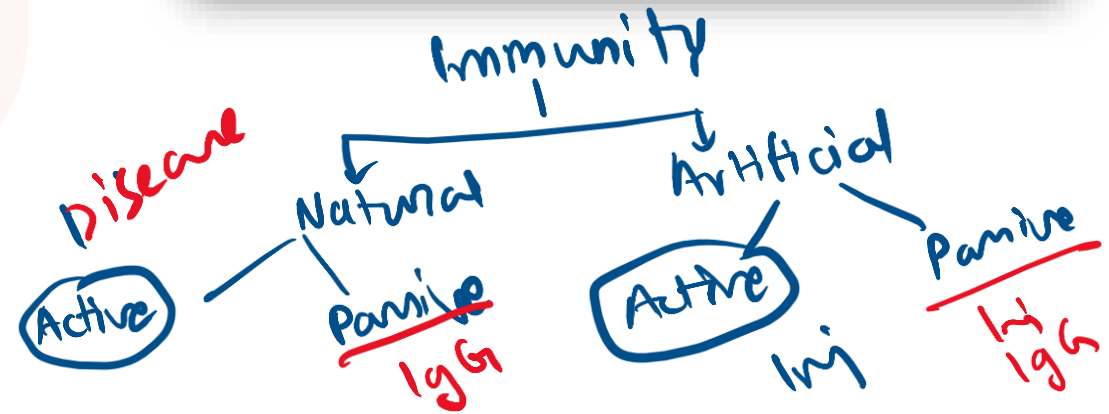 Immunity
Natural
Artificial
Disease
Active
Passive
IgG
Active
Inj
Passive
Inj
IgG